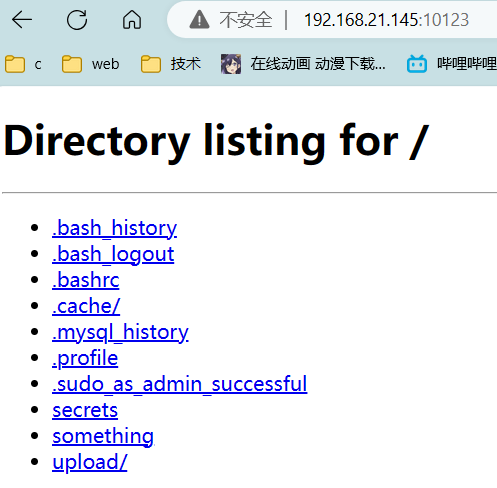 不安全 | 192.168.21.145:10123
c web 技术 在线动画 动漫下载... 哔哩哔哩
Directory listing for /
.bash_history
.bash_logout
.bashrc
.cache/
.mysql_history
.profile
.sudo_as_admin_successful
secrets
something
upload/